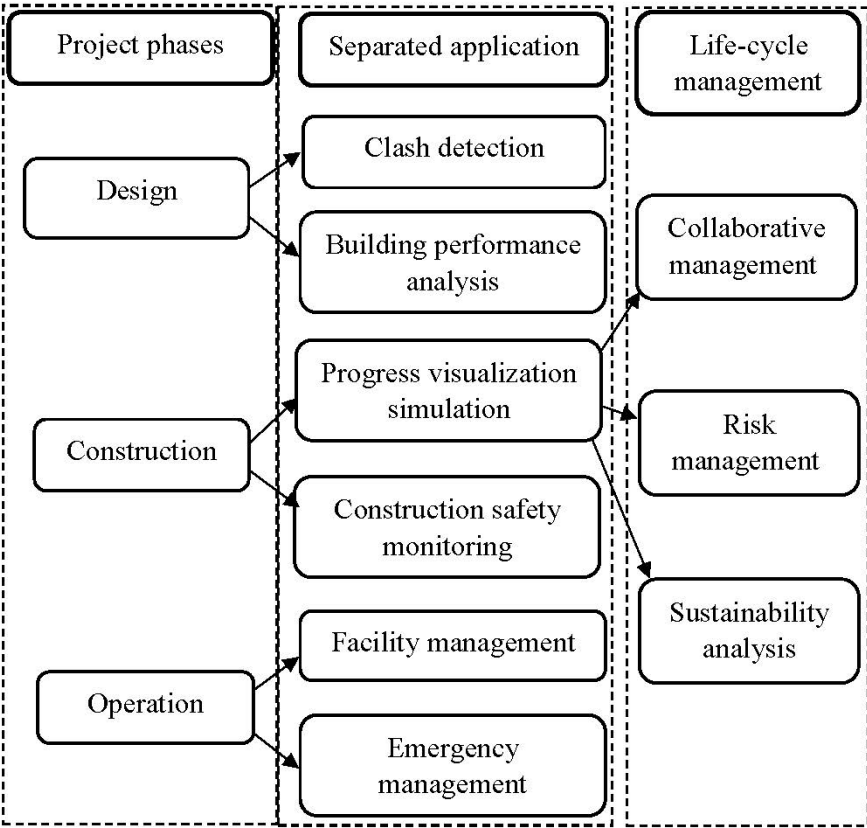 Project phases
Separated application
Life-cycle
management
Design
Clash detection
Building performance
analysis
Collaborative
management
Construction
Progress visualization
simulation
Construction safety
monitoring
Risk
management
Operation
Facility management
Emergency
management
Sustainability
analysis